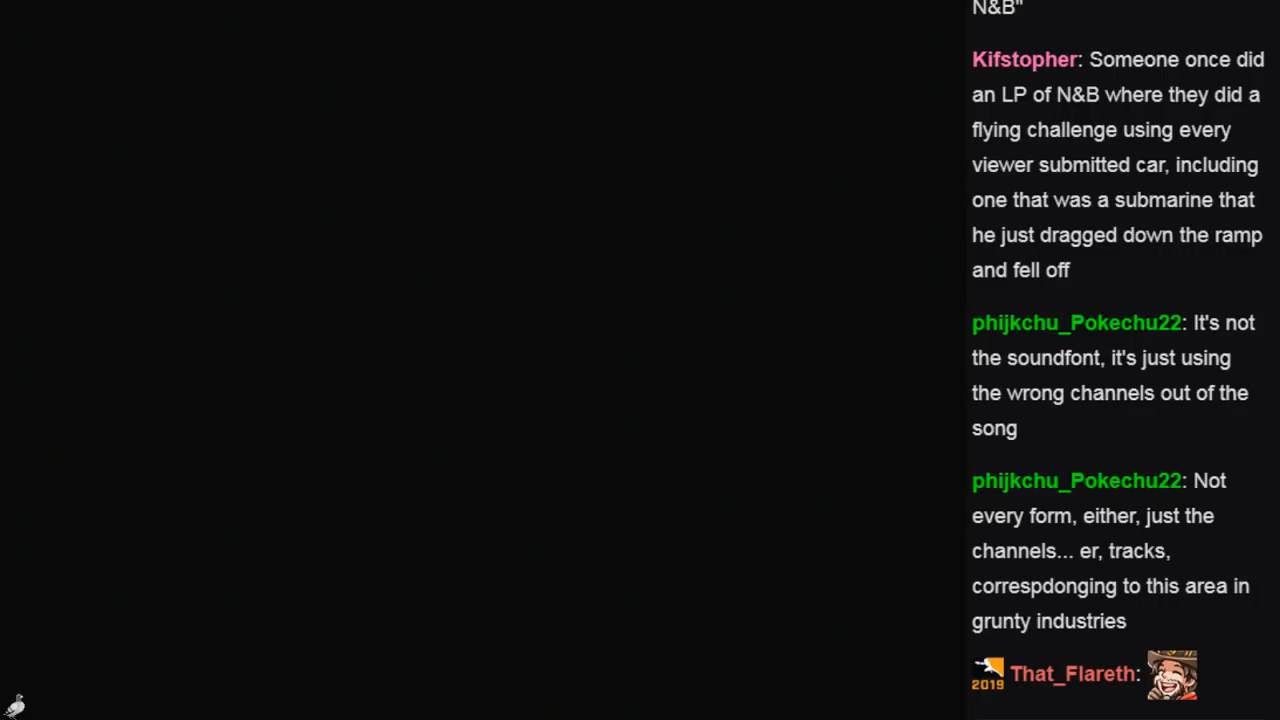 N&B"
Kifstopher: Someone once did
an LP of N&B where they did a
flying challenge using every
viewer submitted car, including
one that was a submarine that
he just dragged down the ramp
and fell off
phijkchu_Pokechu22: It's not
the soundfont, it's just using
the wrong channels out of the
song
phijkchu_Pokechu22: Not
every form, either, just the
channels... er, tracks,
correspdonging to this area in
grunty industries
2019 That_Flareth: